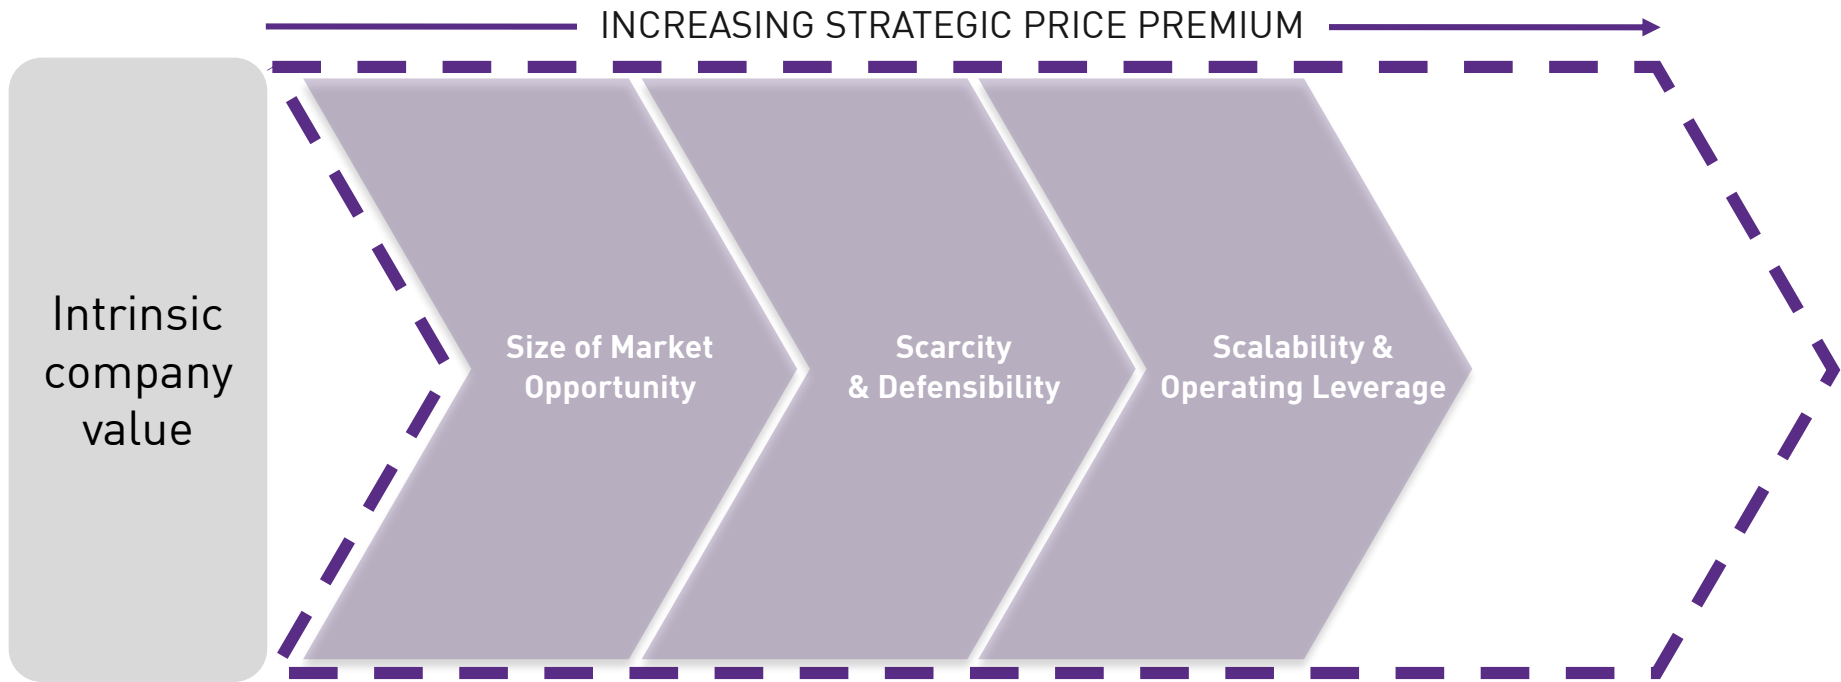 INCREASING STRATEGIC PRICE PREMIUM
Intrinsic
company
value
Size of Market
Opportunity
Scarcity
& Defensibility
Scalability &
Operating Leverage